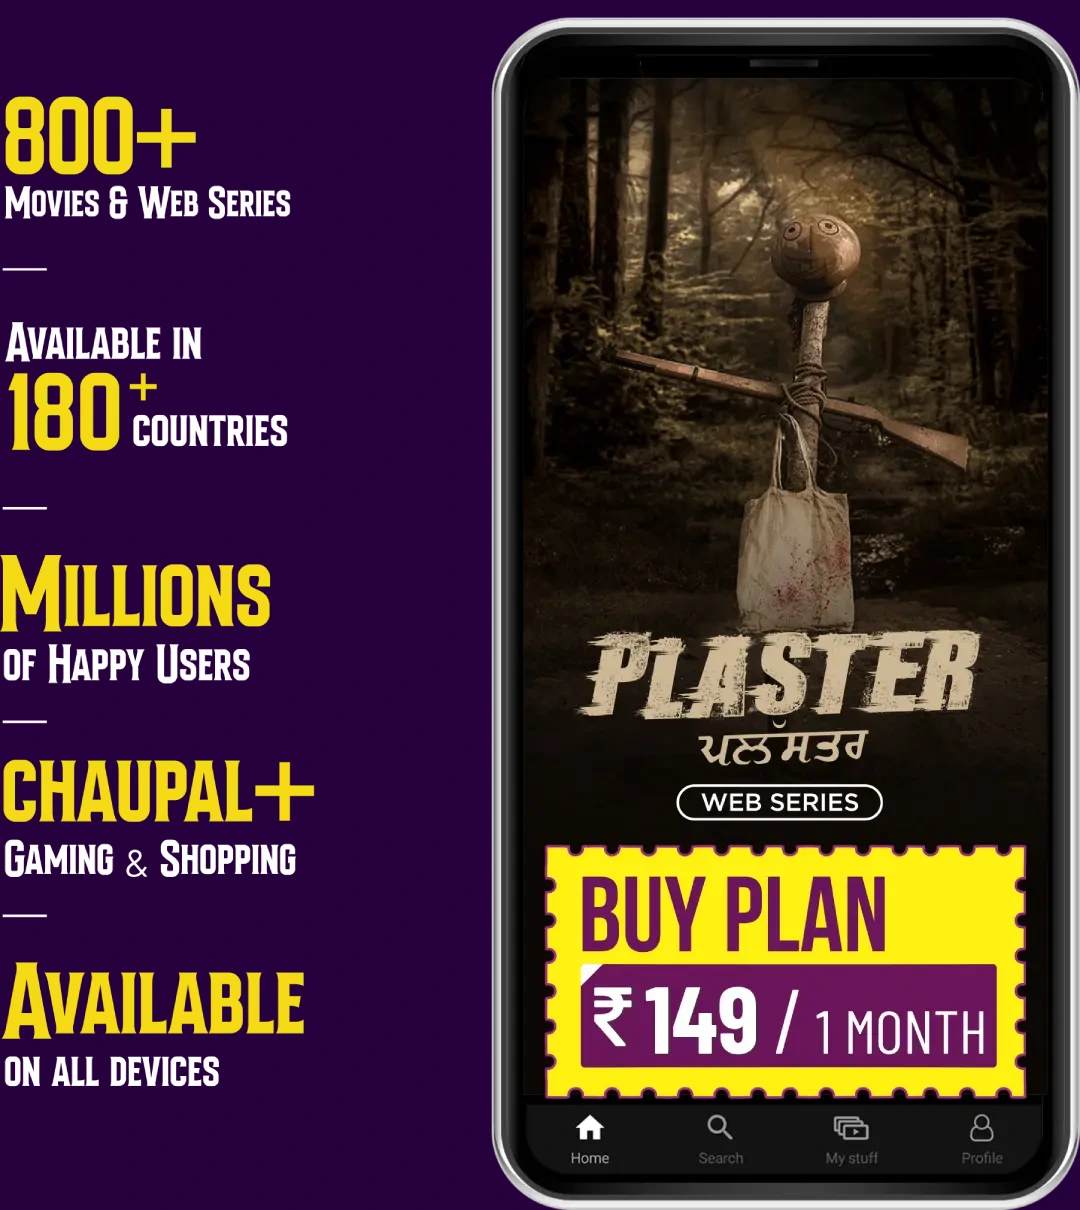 800+
MOVIES & WEB SERIES
AVAILABLE IN
180+ COUNTRIES
MILLIONS
OF HAPPY USERS
CHAUPAL+
GAMING & SHOPPING
AVAILABLE
ON ALL DEVICES
PLASTER
ਪਲੱਸਤਰ
WEB SERIES
BUY PLAN
₹149 / 1 MONTH
Home Search My stuff Profile